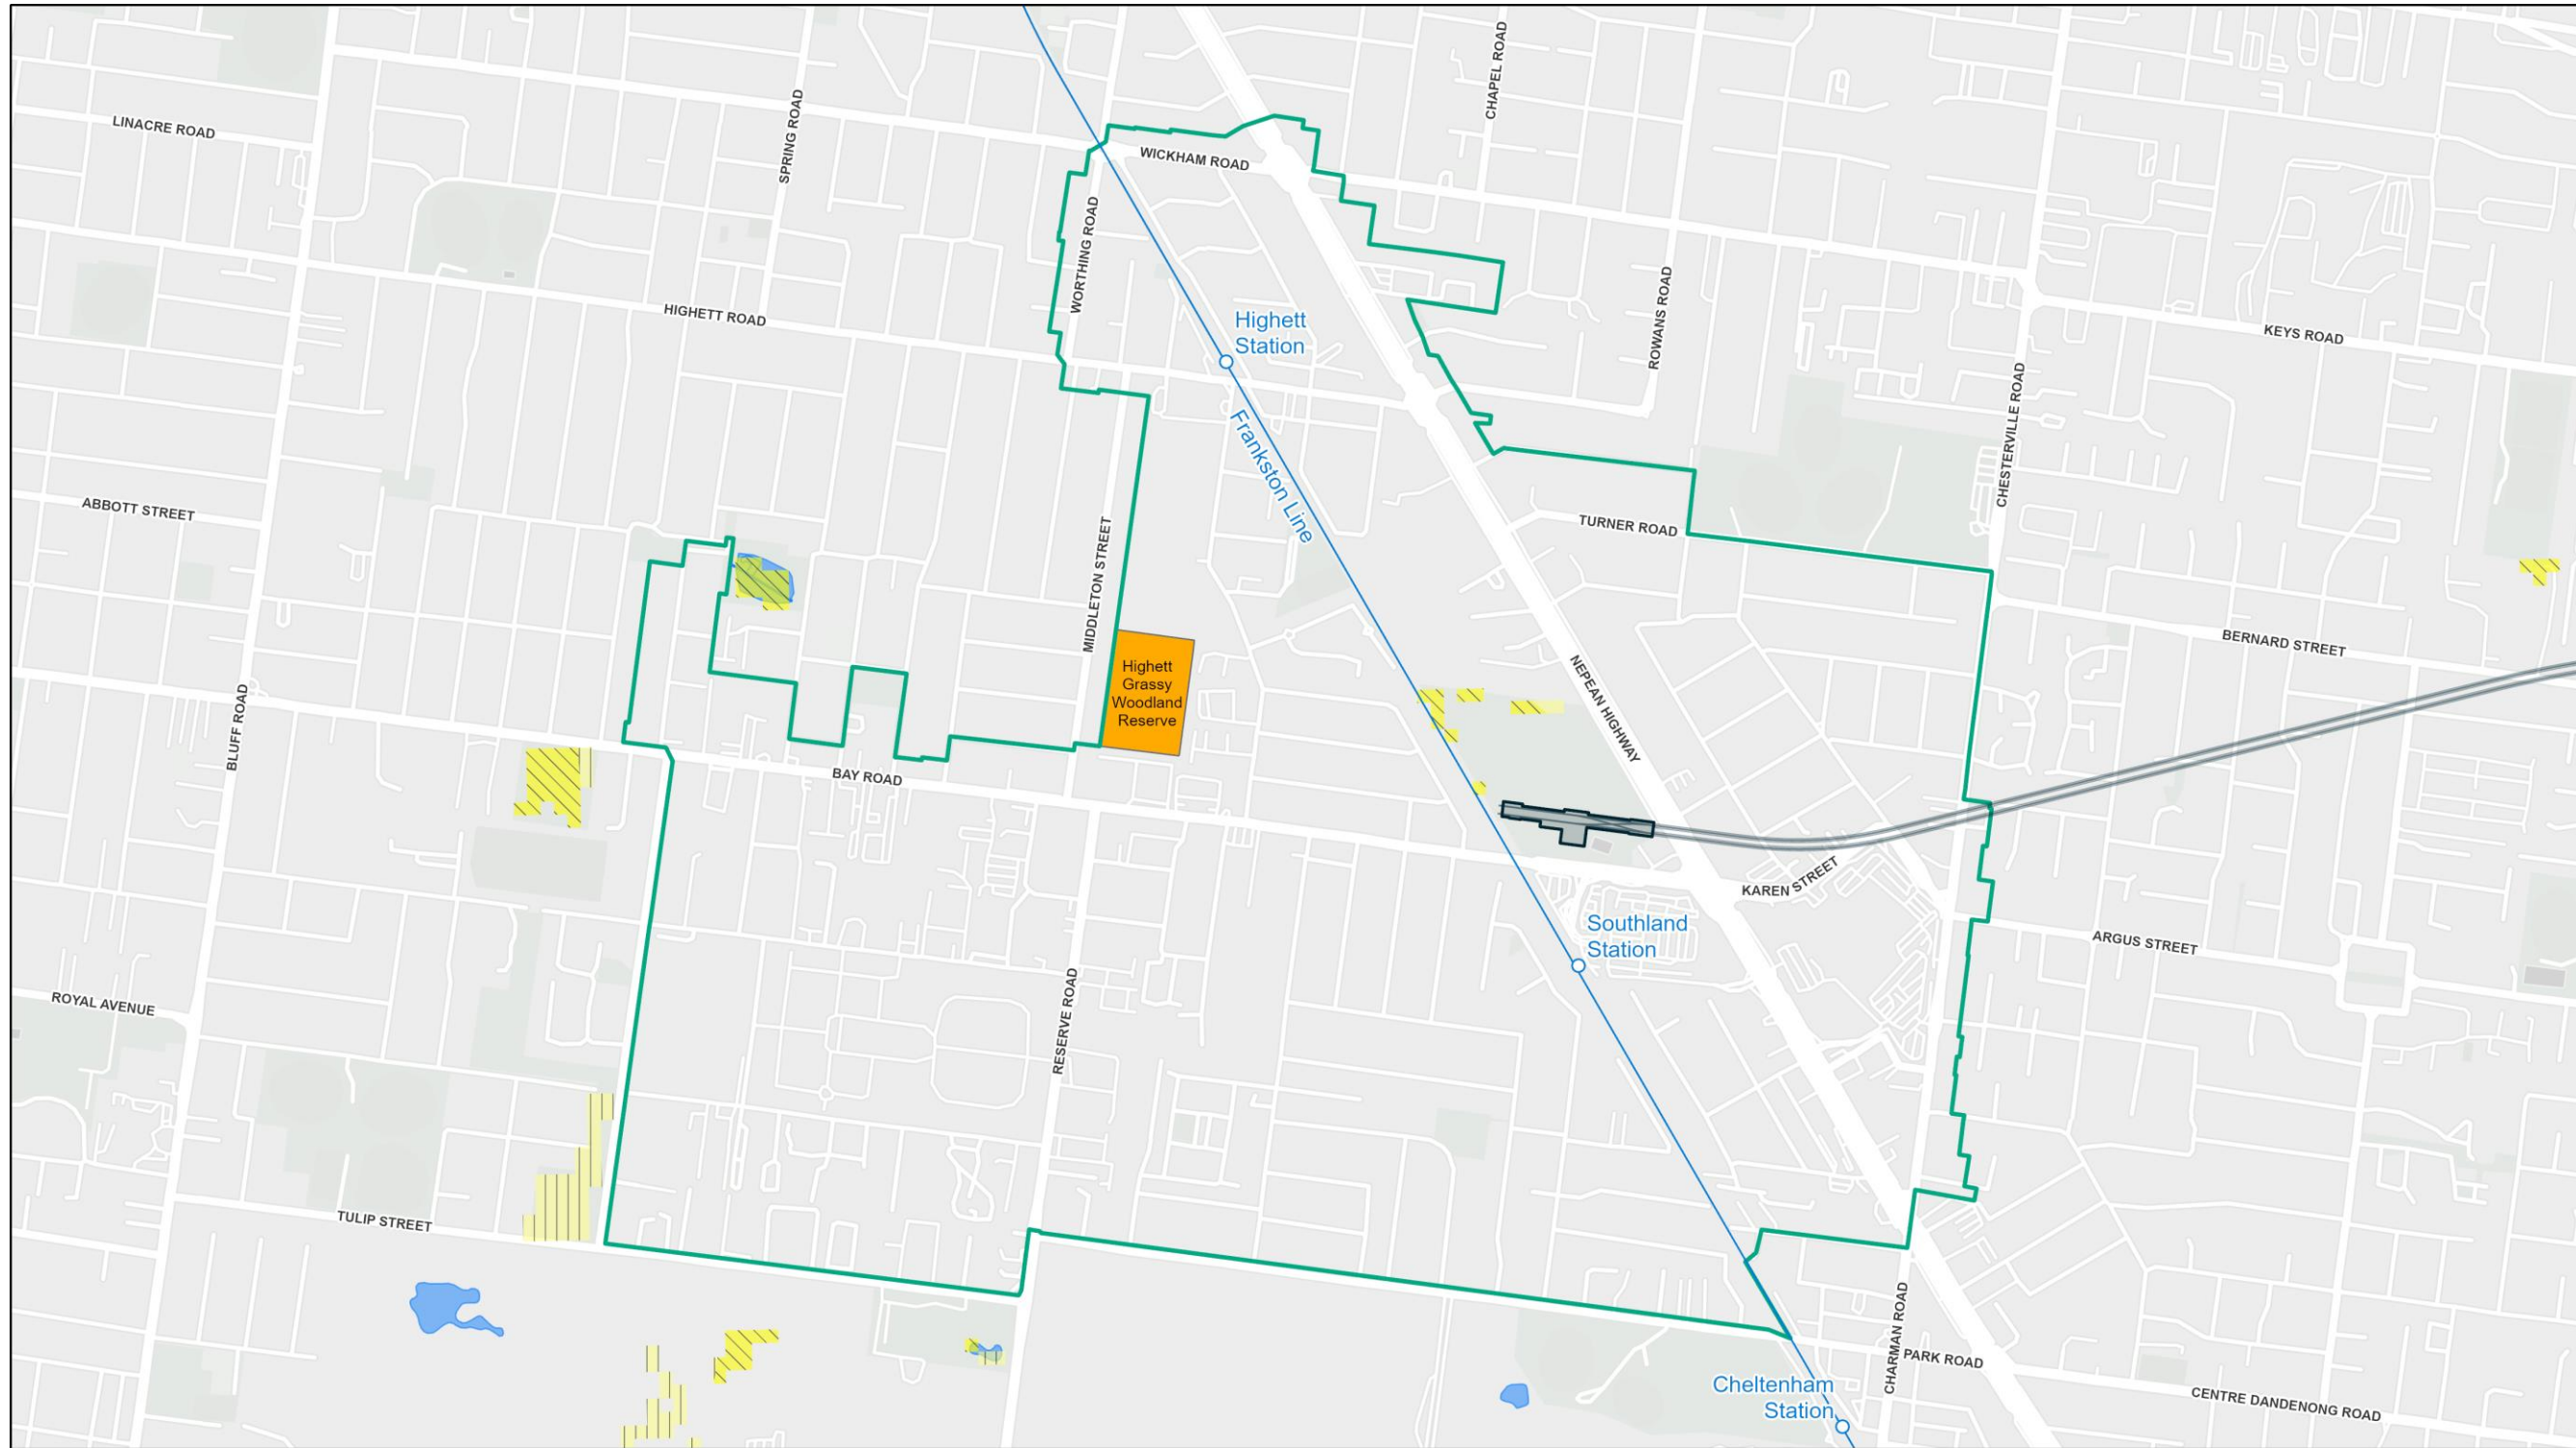 CHAPEL ROAD
LINACRE ROAD
SPRING ROAD
WICKHAM ROAD
WORTHING ROAD
HIGHETT ROAD
Highett
Station
ROWANS ROAD
KEYS ROAD
CHESTERVILLE ROAD
Frankston Line
ABBOTT STREET
TURNER ROAD
MIDDLETON STREET
BERNARD STREET
Highett
Grassy
Woodland
Reserve
NEPEAN HIGHWAY
BLUFF ROAD
BAY ROAD
KAREN STREET
Southland
Station
ARGUS STREET
ROYAL AVENUE
RESERVE ROAD
TULIP STREET
CHARMAN ROAD
PARK ROAD
Cheltenham
Station
CENTRE DANDENONG ROAD